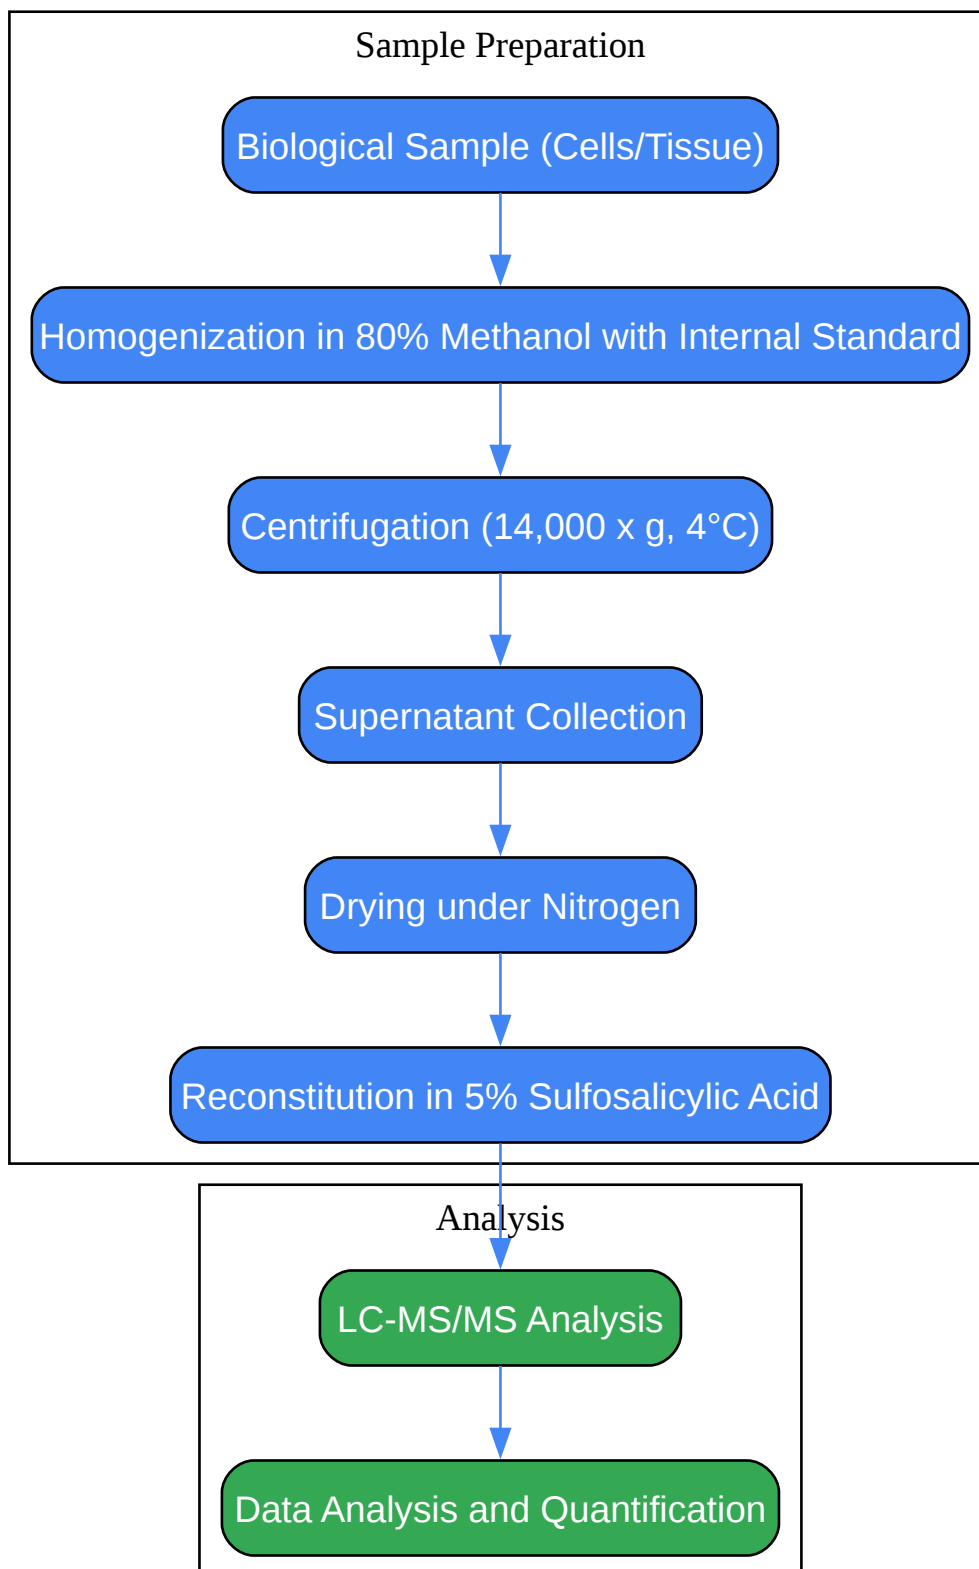 Sample Preparation
Biological Sample (Cells/Tissue)
Homogenization in 80% Methanol with Internal Standard
Centrifugation (14,000 x g, 4°C)
Supernatant Collection
Drying under Nitrogen
Reconstitution in 5% Sulfosalicylic Acid
Analysis
LC-MS/MS Analysis
Data Analysis and Quantification